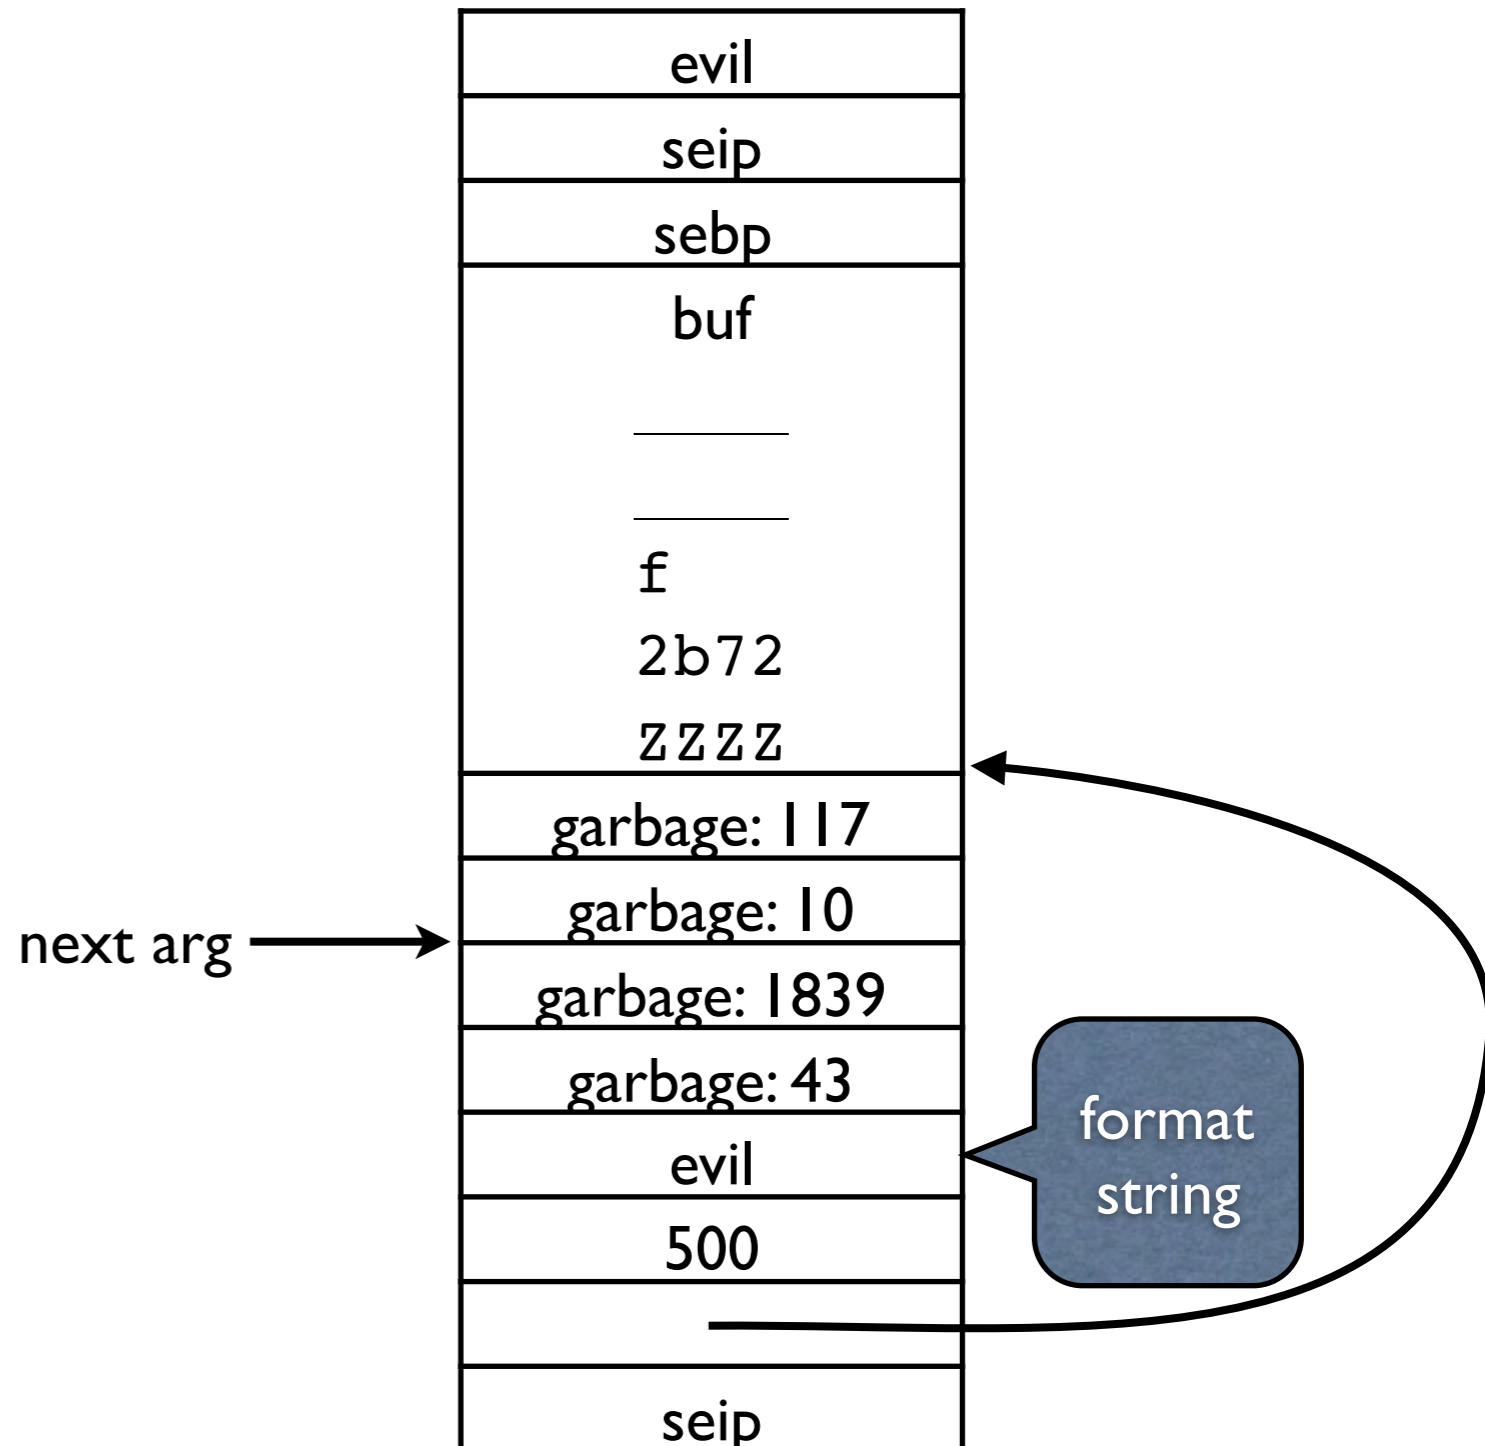 evil
seip
sebp
buf
f
2b72
zzzz
garbage: 117
garbage: 10
next arg
garbage: 1839
garbage: 43
evil
format
string
500
seip